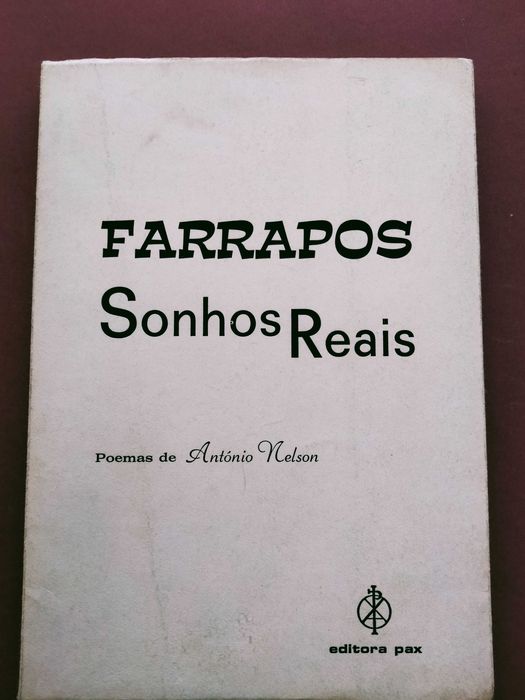 FARRAPOS
Sonhos Reais
Poemas de António Nelson
editora pax